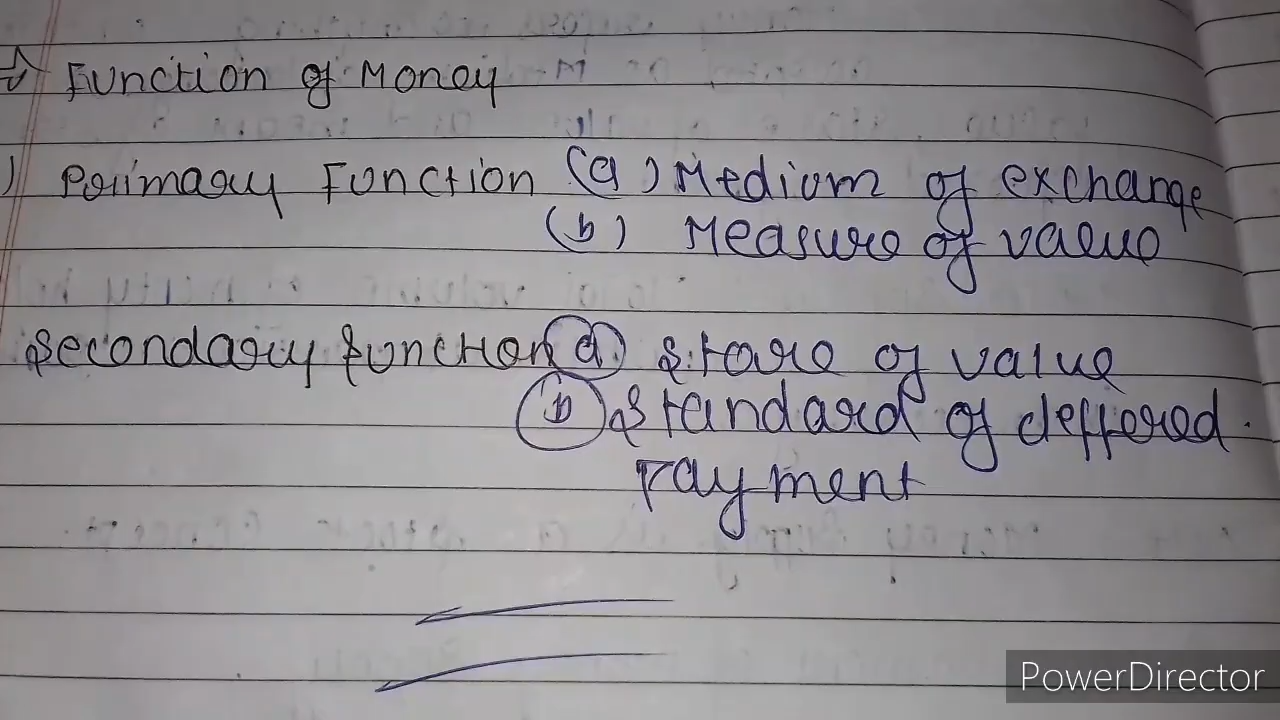 Function of Money
) Primary Function (a) Medium of exchange
(b) Measure of value
Secondary function (a) Store of value
(b) Standard of deffered
Payment
PowerDirector